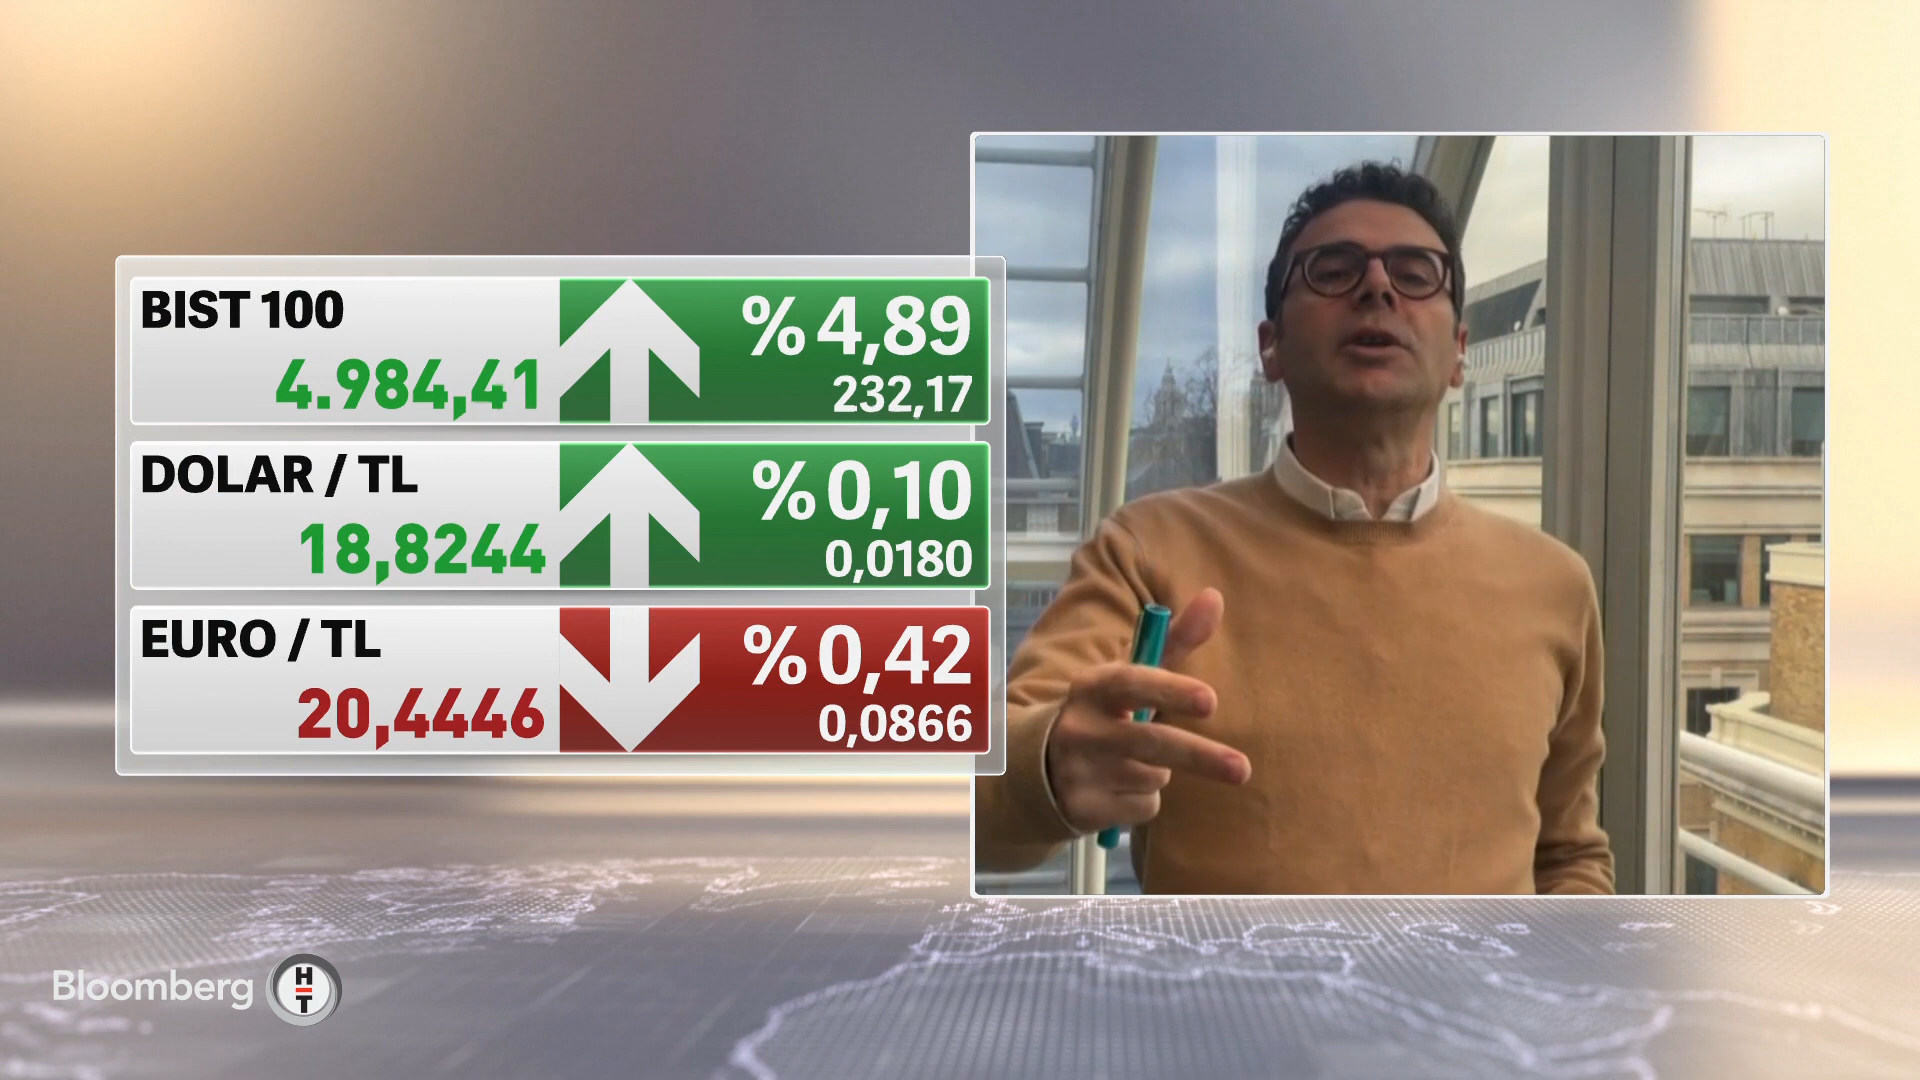 BIST 100
4.984,41
%4,89
232,17
DOLAR / TL
18,8244
%0,10
0,0180
EURO / TL
20,4446
%0,42
0,0866
Bloomberg HT